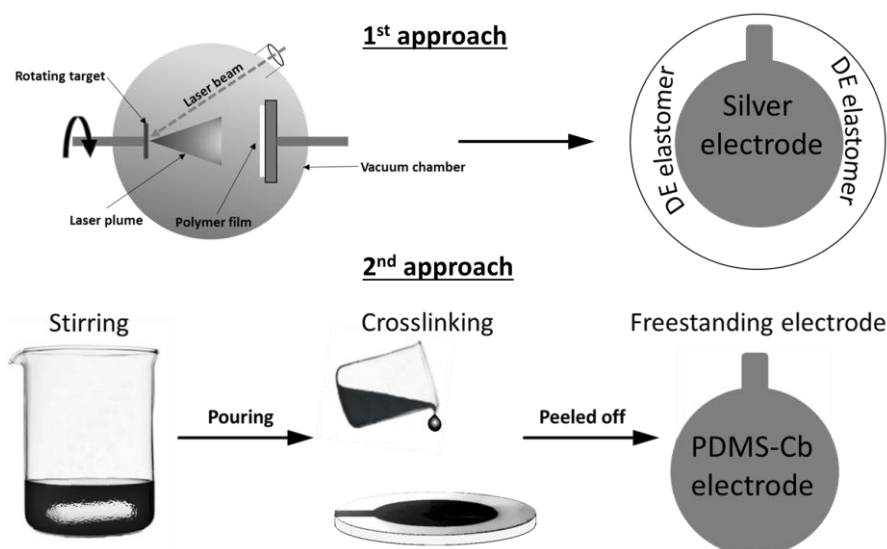 1st approach
Rotating target
Laser beam
Vacuum chamber
Laser plume
Polymer film
DE elastomer
Silver
electrode
DE elastomer
2nd approach
Stirring
Crosslinking
Freestanding electrode
Pouring
Peeled off
PDMS-Cb
electrode